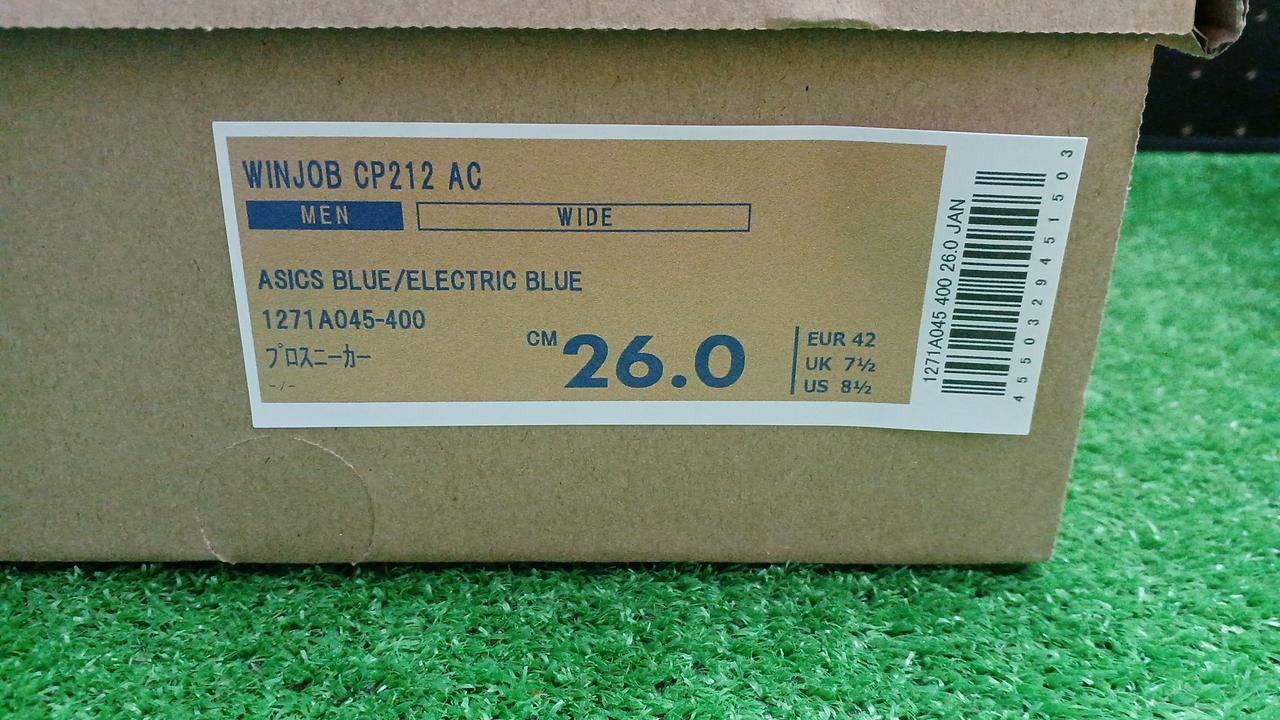 WINJOB CP212 AC
MEN
WIDE
ASICS BLUE/ELECTRIC BLUE
1271A045-400
プロスニーカー
-/-
CM 26.0
EUR 42
UK 7½
US 8½
1271A045 400 26.0 JAN
4550329451503